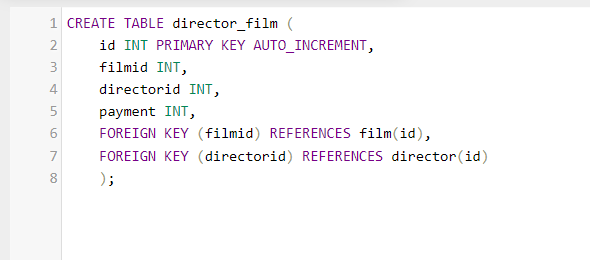 1 CREATE TABLE director_film (
2 id INT PRIMARY KEY AUTO_INCREMENT,
3 filmid INT,
4 directorid INT,
5 payment INT,
6 FOREIGN KEY (filmid) REFERENCES film(id),
7 FOREIGN KEY (directorid) REFERENCES director(id)
8 );